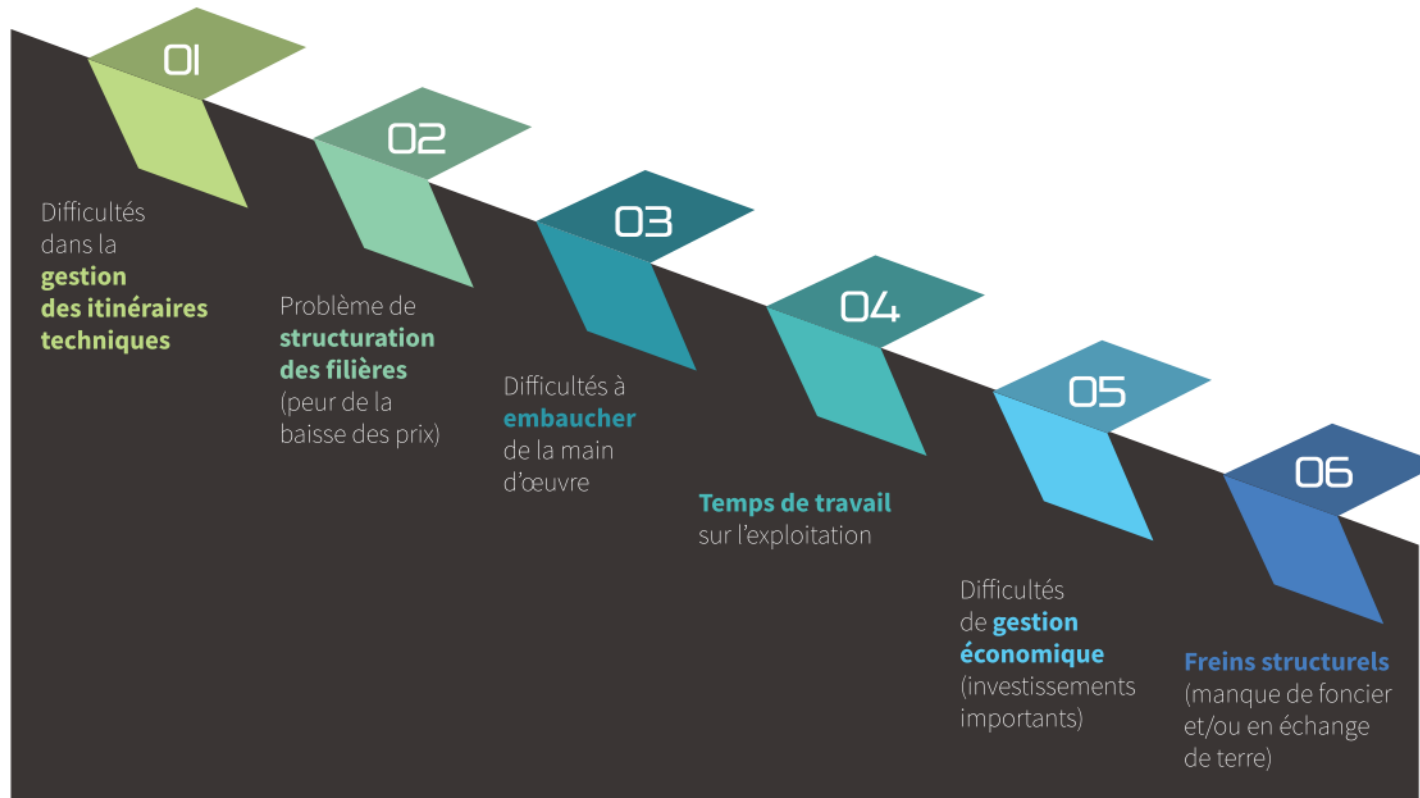 01
Difficultés
dans la
gestion
des itinéraires
techniques
02
Problème de
structuration
des filières
(peur de la
baisse des prix)
03
Difficultés à
embaucher
de la main
d’œuvre
04
Temps de travail
sur l’exploitation
05
Difficultés
de gestion
économique
(investissements
importants)
06
Freins structurels
(manque de foncier
et/ou en échange
de terre)